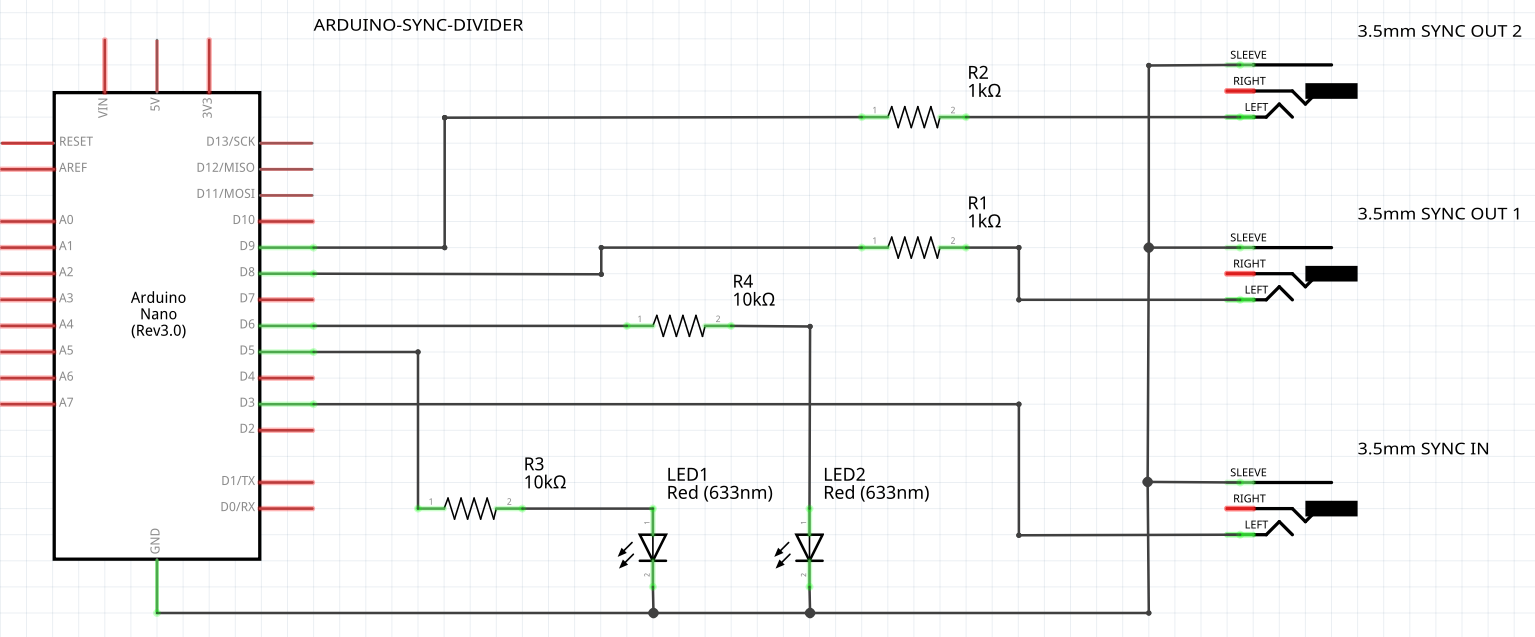 ARDUINO-SYNC-DIVIDER
3.5mm SYNC OUT 2
SLEEVE
RIGHT
LEFT
R2
1kΩ
1
2
VIN
5V
3V3
RESET
AREF
A0
A1
A2
A3
A4
A5
A6
A7
Arduino
Nano
(Rev3.0)
D13/SCK
D12/MISO
D11/MOSI
D10
D9
D8
D7
D6
D5
D4
D3
D2
D1/TX
D0/RX
GND
R1
1kΩ
1
2
3.5mm SYNC OUT 1
SLEEVE
RIGHT
LEFT
R4
10kΩ
1
2
R3
10kΩ
1
2
LED1
Red (633nm)
1
2
LED2
Red (633nm)
1
2
3.5mm SYNC IN
SLEEVE
RIGHT
LEFT